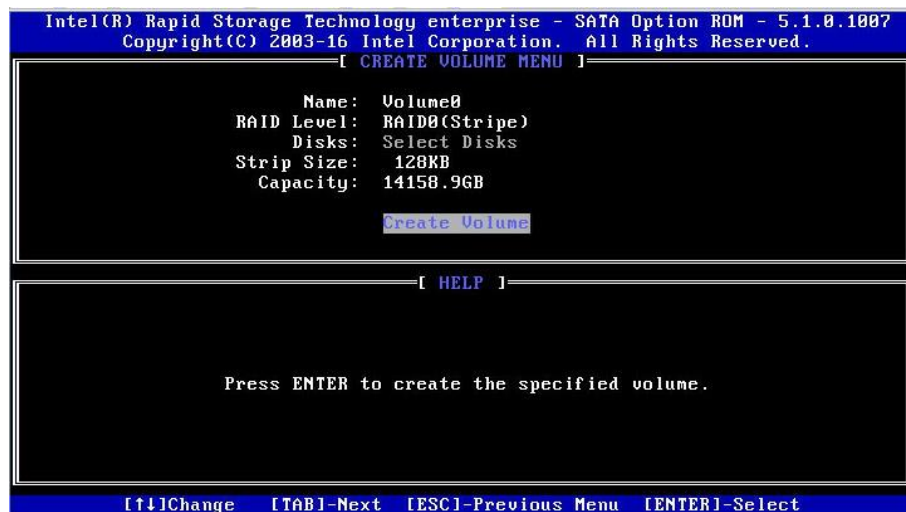 Intel(R) Rapid Storage Technology enterprise - SATA Option ROM - 5.1.0.1007
Copyright(C) 2003-16 Intel Corporation. All Rights Reserved.
[ CREATE VOLUME MENU ]
Name: Volume0
RAID Level: RAID0(Stripe)
Disks: Select Disks
Strip Size: 128KB
Capacity: 14158.9GB
Create Volume
[ HELP ]
Press ENTER to create the specified volume.
[↑↓]Change [TAB]-Next [ESC]-Previous Menu [ENTER]-Select